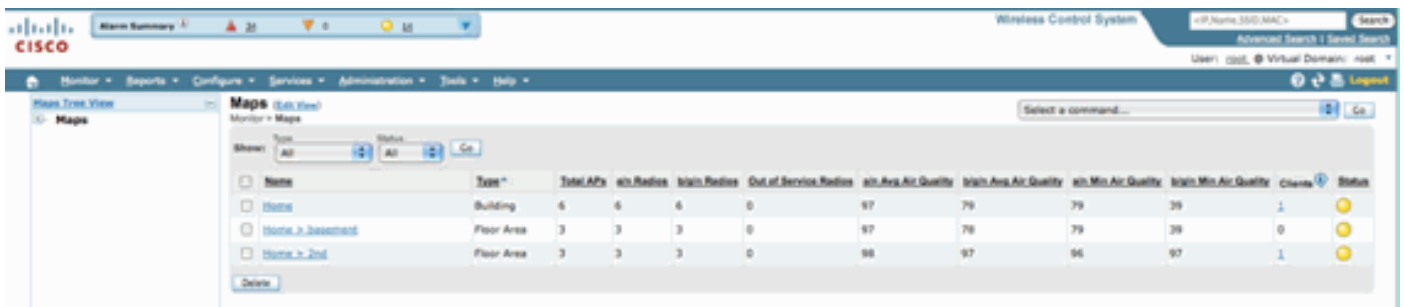 Alarm Summary 0
Wireless Control System
<IP,Name,SSID,MAC> Search
Advanced Search | Saved Search
CISCO
User: root @ Virtual Domain: root
Monitor Reports Configure Services Administration Tools Help Logout
Maps Tree View
Maps
Maps (Edit View)
Monitor > Maps
Select a command... Go
Show: Type All Status All Go
Name Type Total APs a/n Radios b/g/n Radios Out of Service Radios a/n Avg Air Quality b/g/n Avg Air Quality a/n Min Air Quality b/g/n Min Air Quality Clients Status
Home Building 6 6 6 0 97 79 79 39 1
Home > basement Floor Area 3 3 3 0 97 78 79 39 0
Home > 2nd Floor Area 3 3 3 0 98 97 96 97 1
Delete